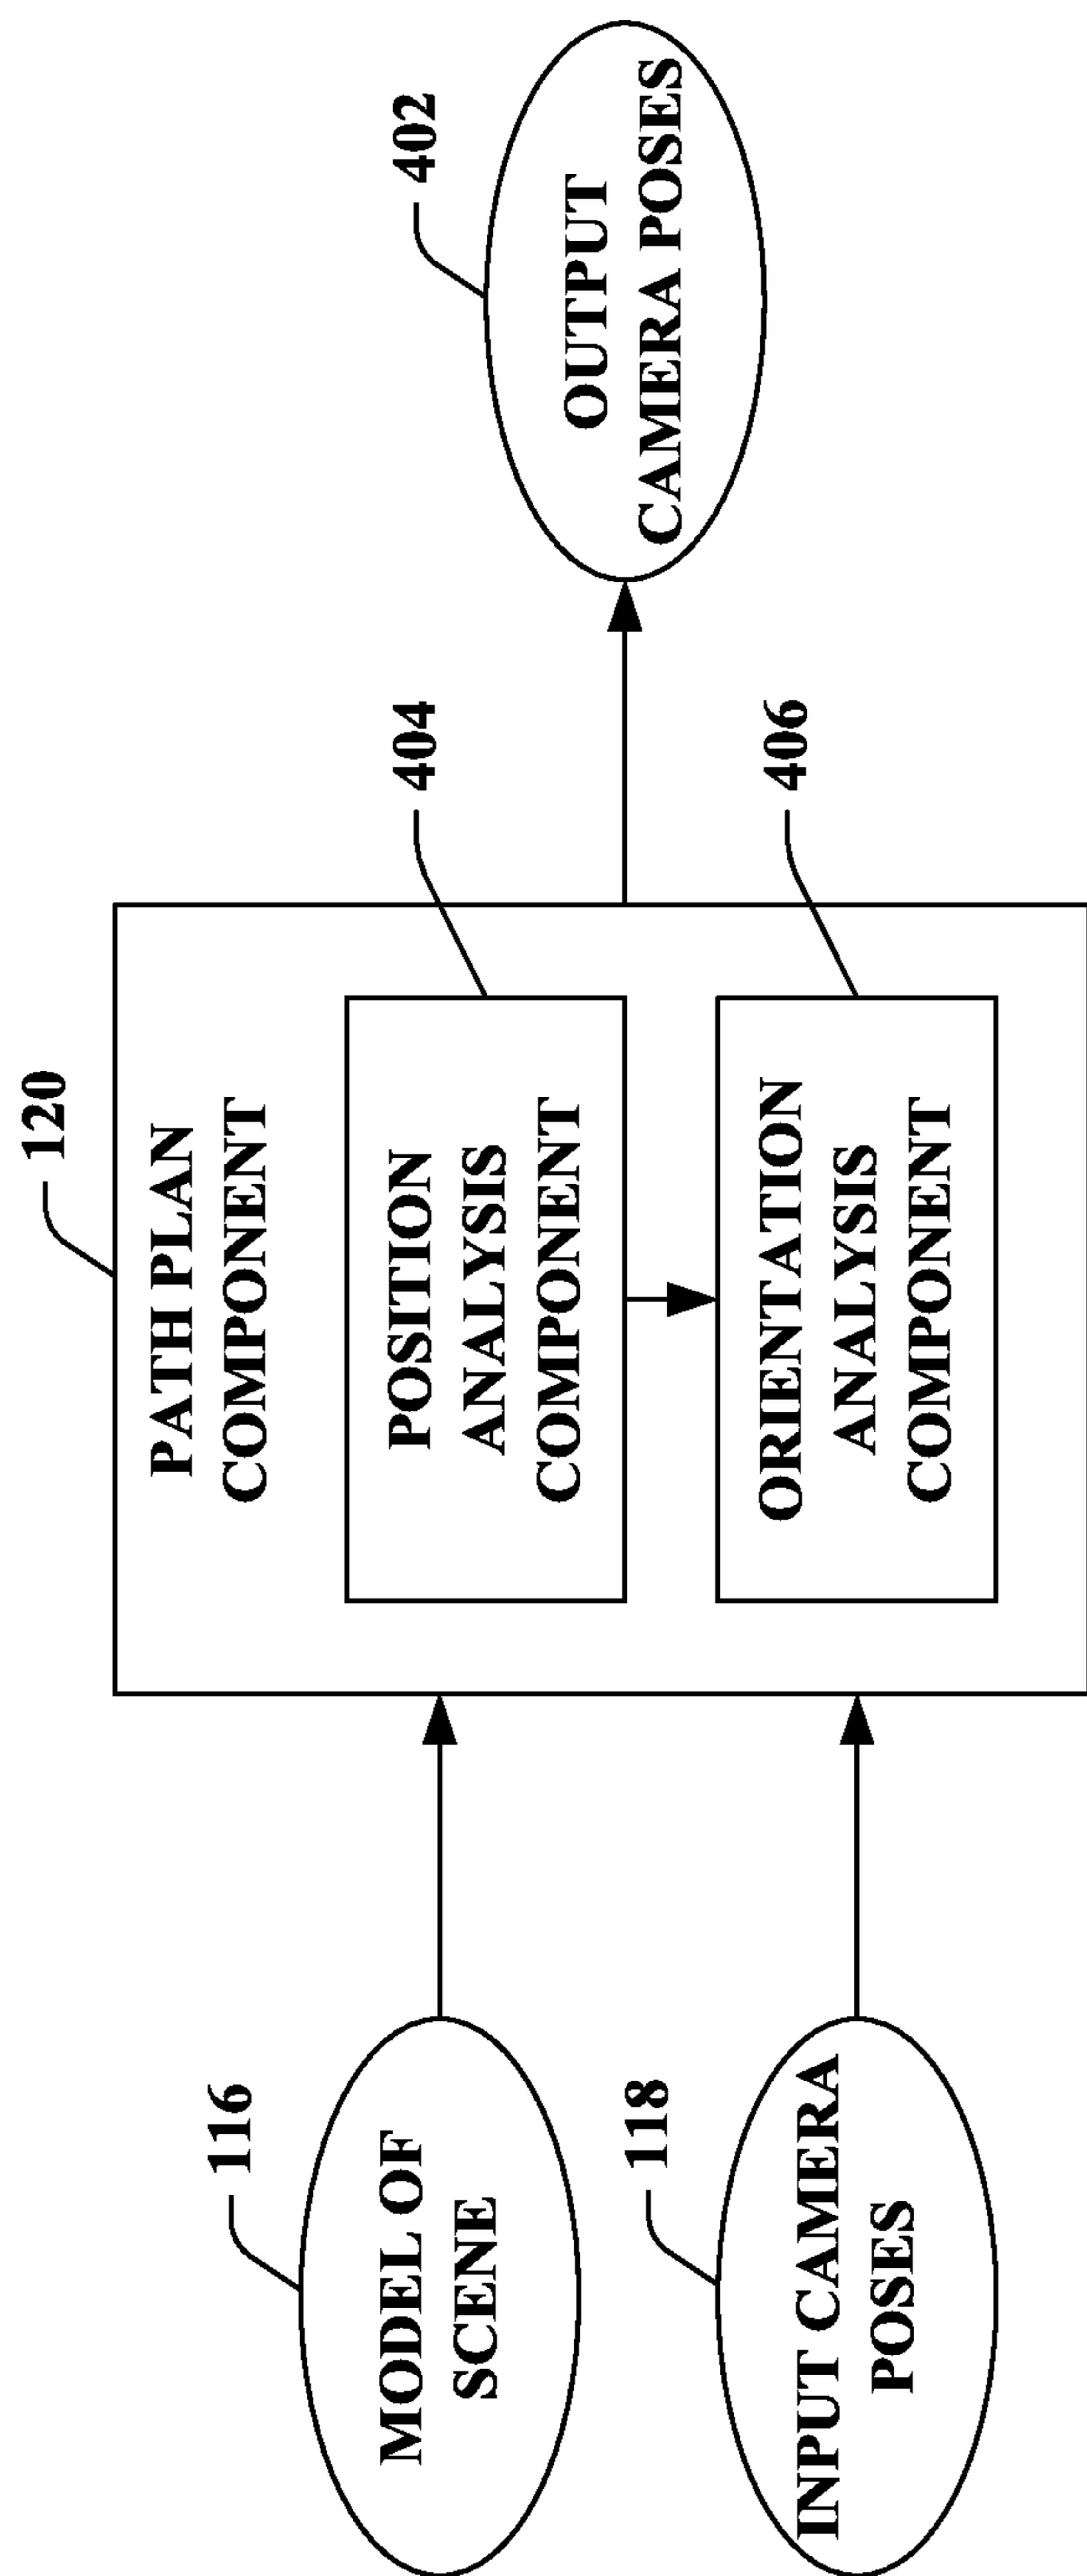 116
MODEL OF
SCENE
118
INPUT CAMERA
POSES
120
PATH PLAN
COMPONENT
404
POSITION
ANALYSIS
COMPONENT
406
ORIENTATION
ANALYSIS
COMPONENT
402
OUTPUT
CAMERA POSES